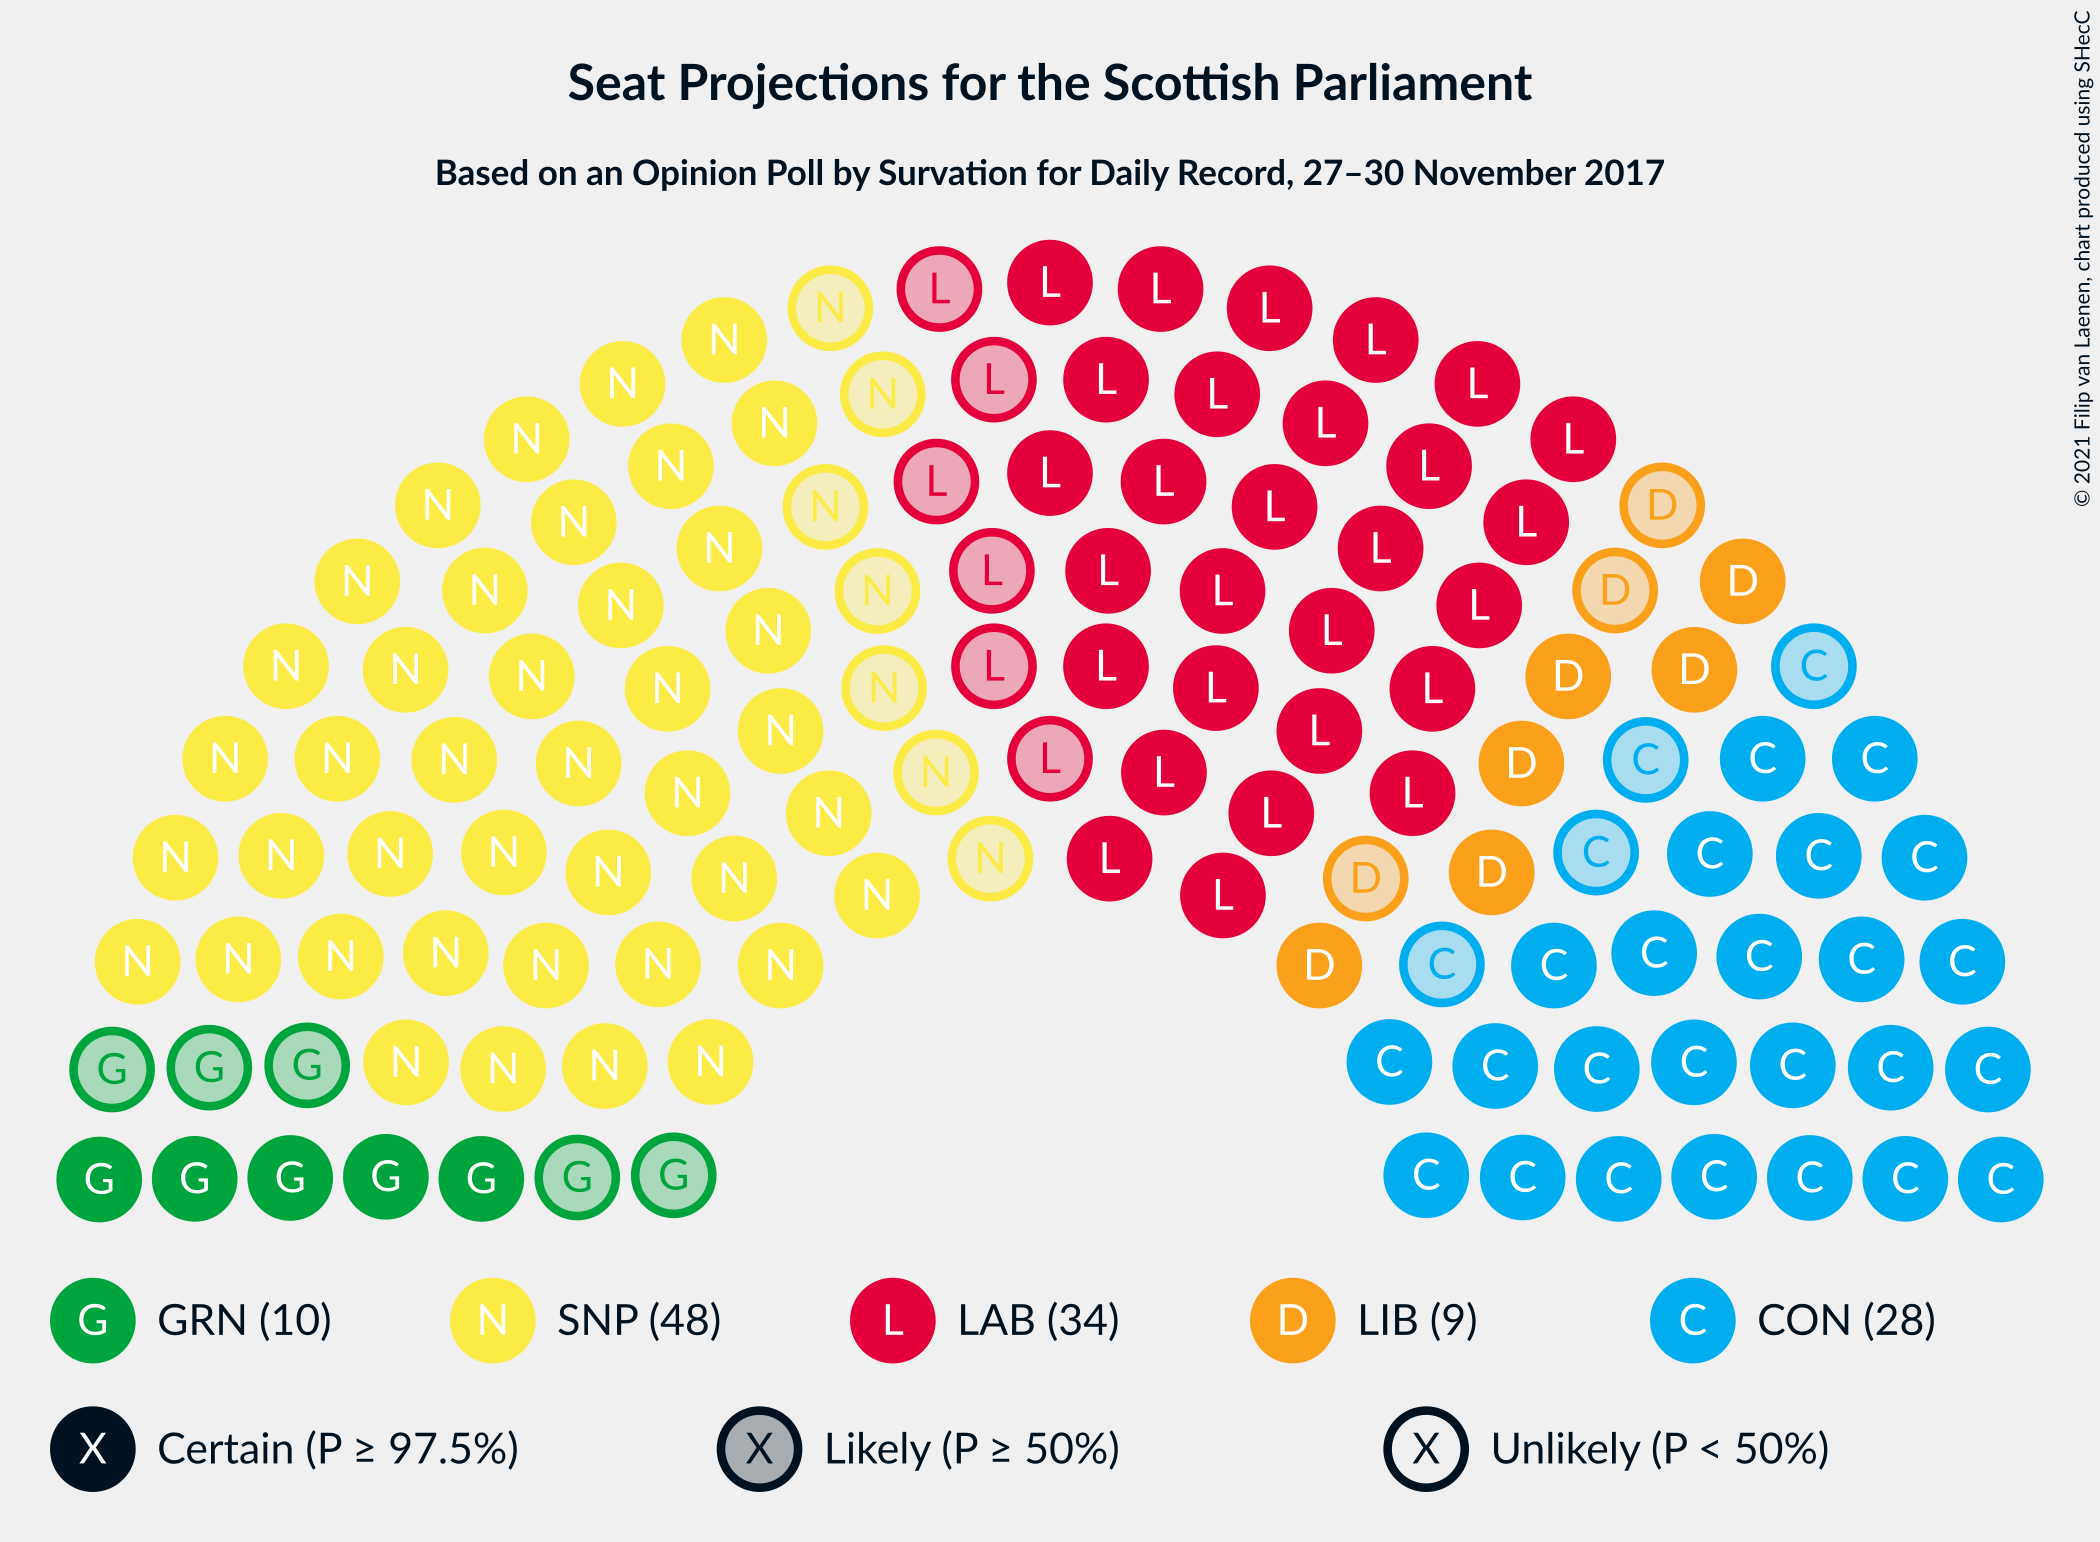 Seat Projections for the Scottish Parliament
Based on an Opinion Poll by Survation for Daily Record, 27–30 November 2017
© 2021 Filip van Laenen, chart produced using SHecC
N L L L L
N L L L L
N N L L L
N N N L L L L L
N N N L L L L L D
N N N N L L L L D D
N N N N N L L L L D D C
N N N N N N L L L L D C C C
N N N N N N N N L L D D C C C C
N N N N N N N D C C C C C C
G G G N N N N C C C C C C C
G G G G G G G C C C C C C C
G GRN (10) N SNP (48) L LAB (34) D LIB (9) C CON (28)
X Certain (P ≥ 97.5%) X Likely (P ≥ 50%) X Unlikely (P < 50%)